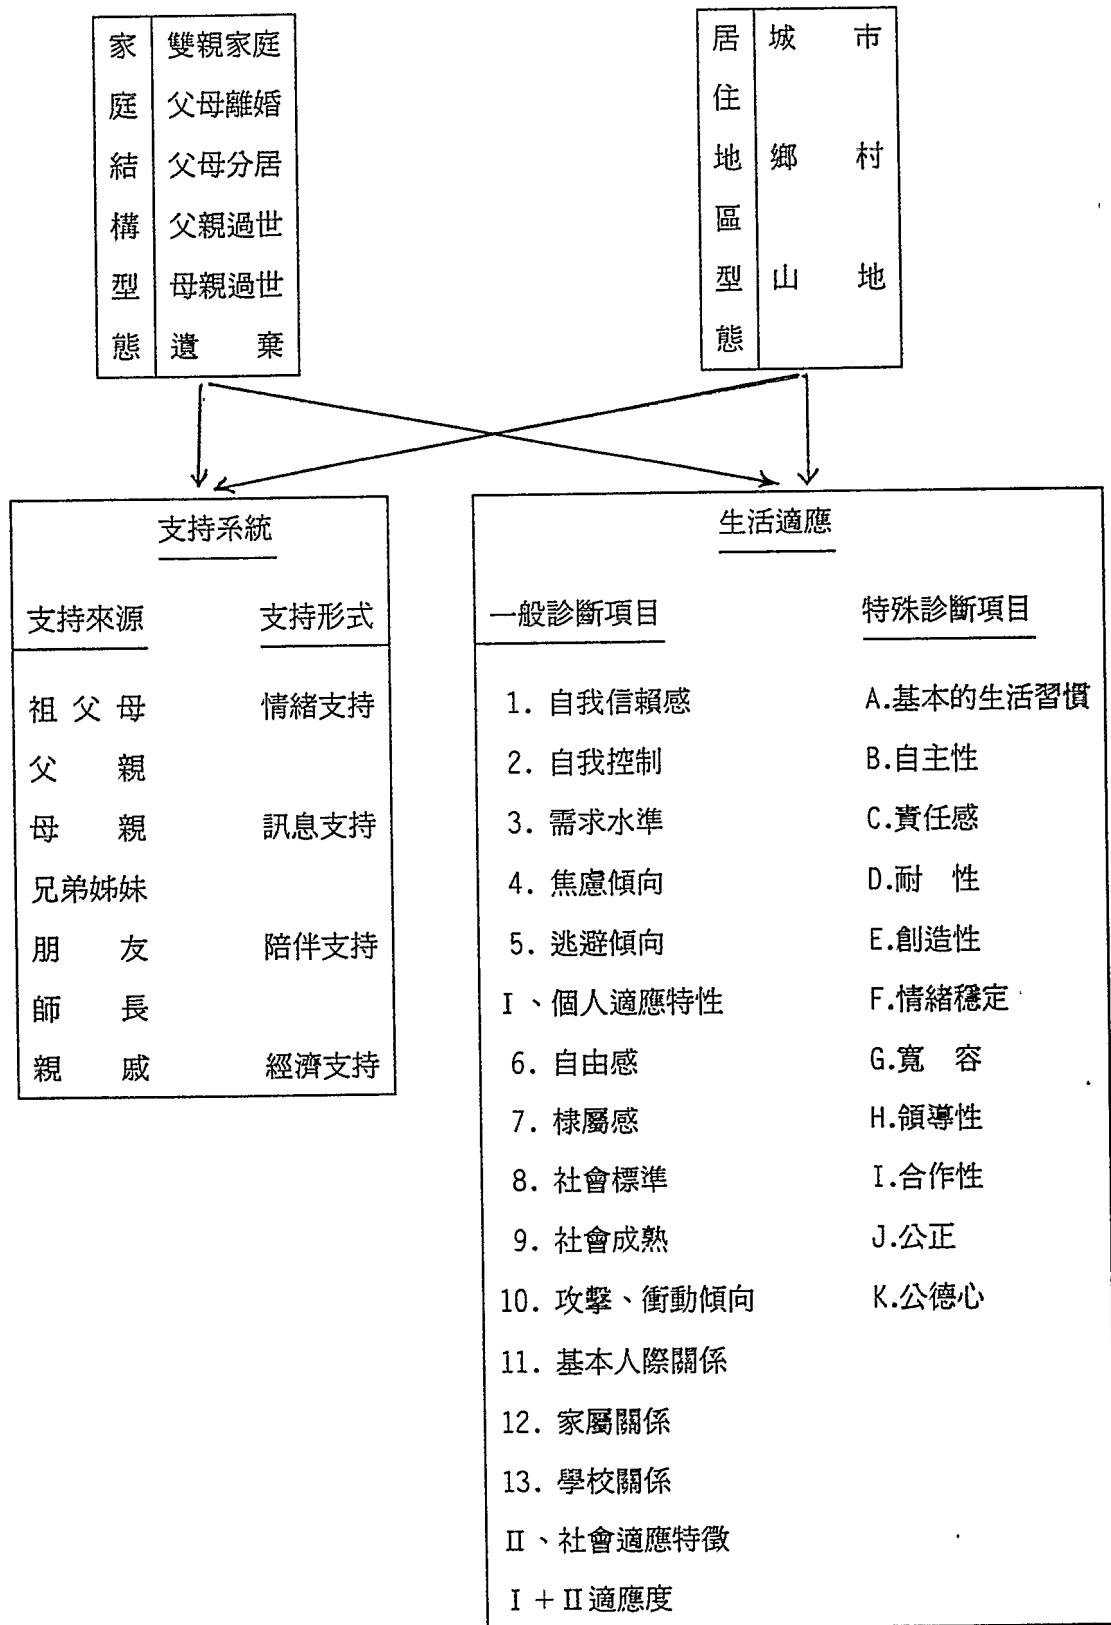 家庭結構型態
雙親家庭
父母離婚
父母分居
父親過世
母親過世
遺棄
居住地區型態
城市
鄉村
山地
支持系統
支持來源
祖父母
父親
母親
兄弟姊妹
朋友
師長
親戚
支持形式
情緒支持
訊息支持
陪伴支持
經濟支持
生活適應
一般診斷項目
1. 自我信賴感
2. 自我控制
3. 需求水準
4. 焦慮傾向
5. 逃避傾向
I、個人適應特性
6. 自由感
7. 棣屬感
8. 社會標準
9. 社會成熟
10. 攻擊、衝動傾向
11. 基本人際關係
12. 家屬關係
13. 學校關係
II、社會適應特徵
I+II適應度
特殊診斷項目
A.基本的生活習慣
B.自主性
C.責任感
D.耐性
E.創造性
F.情緒穩定
G.寬容
H.領導性
I.合作性
J.公正
K.公德心